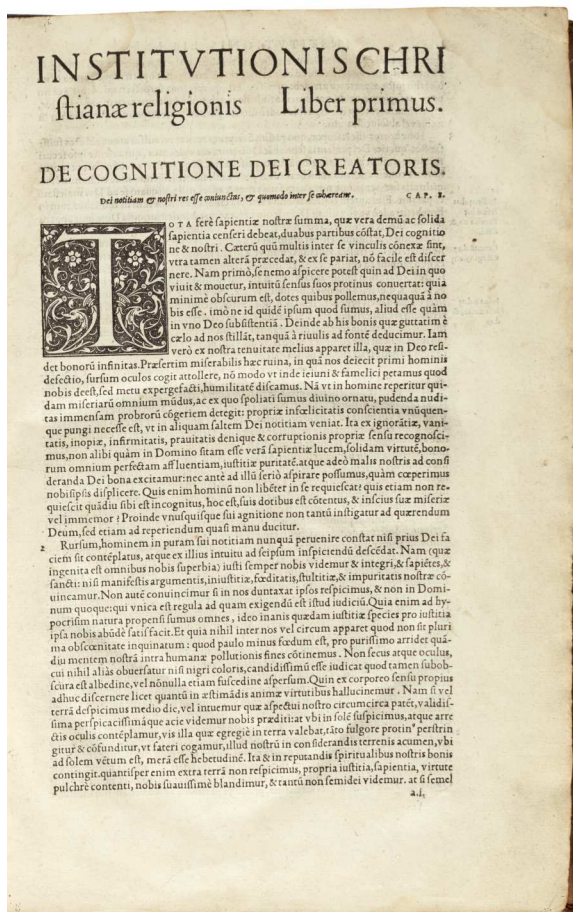 INSTITVTIONIS CHRI
stianæ religionis Liber primus.
DE COGNITIONE DEI CREATORIS.
Dei notitiam & nostri res esse coniunctas, & quomodo inter se cohæreant. CAP. I.
TOTA ferè sapientiæ nostræ summa, quæ vera demũ ac solida
sapientia censeri debeat, duabus partibus cõstat, Dei cognitio
ne & nostri. Cæterũ quũ multis inter se vinculis cõnexæ sint,
vtra tamen alterã præcedat, & ex se pariat, nõ facile est discer
nere. Nam primò, se nemo aspicere potest quin ad Dei in quo
viuit & mouetur, intuitũ sensus suos protinus conuertat: quia
minimè obscurum est, dotes quibus pollemus, nequaquã à no
bis esse. imò ne id quidẽ ipsum quod sumus, aliud esse quàm
in vno Deo subsistentiã. Deinde ab his bonis quæ guttatim è
cælo ad nos stillãt, tanquã à riuulis ad fontẽ deducimur. Iam
verò ex nostra tenuitate melius apparet illa, quæ in Deo resi-
det bonorũ infinitas. Præsertim miserabilis hæc ruina, in quã nos deiecit primi hominis
defectio, sursum oculos cogit attollere, nõ modò vt inde ieiuni & famelici petamus quod
nobis deest, sed metu expergefacti, humilitatẽ discamus. Nã vt in homine reperitur qui-
dam miseriarũ omnium mũdus, ac ex quo spoliati sumus diuino ornatu, pudenda nudi-
tas immensam probrorũ cõgeriem detegit: propriæ infœlicitatis conscientia vnũquen-
que pungi necesse est, vt in aliquam saltem Dei notitiam veniat. Ita ex ignorãtiæ, vani-
tatis, inopiæ, infirmitatis, prauitatis denique & corruptionis propriæ sensu recognosci-
mus, non alibi quàm in Domino sitam esse verã sapientiæ lucem, solidam virtutẽ, bono-
rum omnium perfectam affluentiam, iustitiæ puritatẽ. atque adeò malis nostris ad consi
deranda Dei bona excitamur: nec antè ad illũ seriò aspirare possumus, quàm cœperimus
nobisipsis displicere. Quis enim hominũ non libẽter in se requiescat? quis etiam non re-
quiescit quãdiu sibi est incognitus, hoc est, suis dotibus est cõtentus, & inscius suæ miseriæ
vel immemor? Proinde vnusquisque sui agnitione non tantũ instigatur ad quærendum
Deum, sed etiam ad reperiendum quasi manu ducitur.
2 Rursum, hominem in puram sui notitiam nunquã peruenire constat nisi prius Dei fa
ciem sit contẽplatus, atque ex illius intuitu ad seipsum inspiciendũ descẽdat. Nam (quæ
ingenita est omnibus nobis superbia) iusti semper nobis videmur & integri, & sapiẽtes, &
sancti: nisi manifestis argumentis, iniustitiæ, fœditatis, stultitiæ, & impuritatis nostræ cõ-
uincamur. Non autẽ conuincimur si in nos duntaxat ipsos respicimus, & non in Domi-
num quoque: qui vnica est regula ad quam exigendũ est istud iudiciũ. Quia enim ad hy-
pocrisim natura propensi sumus omnes, ideo inanis quædam iustitiæ species pro iustitia
ipsa nobis abũdè satisfacit. Et quia nihil inter nos vel circum apparet quod non sit pluri
ma obscœnitate inquinatum: quod paulo minus fœdum est, pro purissimo arridet quã-
diu mentem nostrã intra humanæ pollutionis fines cõtinemus. Non secus atque oculus,
cui nihil aliàs obuersatur nisi nigri coloris, candidissimũ esse iudicat quod tamen subob-
scura est albedine, vel nõnulla etiam fuscedine aspersum. Quin ex corporeo sensu propius
adhuc discernere licet quantũ in æstimãdis animæ virtutibus hallucinemur. Nam si vel
terrã despicimus medio die, vel intuemur quæ aspectui nostro circumcirca patẽt, validis-
sima perspicacissimáque acie videmur nobis præditi: at vbi in solẽ suspicimus, atque arre
ctis oculis contẽplamur, vis illa quæ egregiè in terra valebat, tãto fulgore protin' perstrin
gitur & cõfunditur, vt fateri cogamur, illud nostrũ in considerandis terrenis acumen, vbi
ad solem vẽtum est, merã esse hebetudinẽ. Ita & in reputandis spiritualibus nostris bonis
contingit. quantisper enim extra terrã non respicimus, propria iustitia, sapientia, virtute
pulchrè contenti, nobis suauissimè blandimur, & tantũ non semidei videmur. at si semel
a.i.